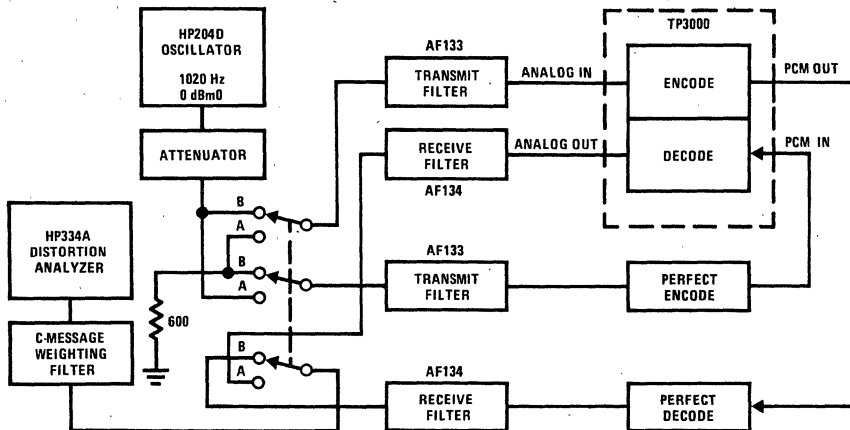 HP204D
OSCILLATOR
1020 Hz
0 dBm0
ATTENUATOR
HP334A
DISTORTION
ANALYZER
C-MESSAGE
WEIGHTING
FILTER
600
B
A
B
A
B
A
AF133
TRANSMIT
FILTER
ANALOG IN
RECEIVE
FILTER
AF134
ANALOG OUT
TP3000
ENCODE
DECODE
PCM OUT
PCM IN
AF133
TRANSMIT
FILTER
PERFECT
ENCODE
AF134
RECEIVE
FILTER
PERFECT
DECODE